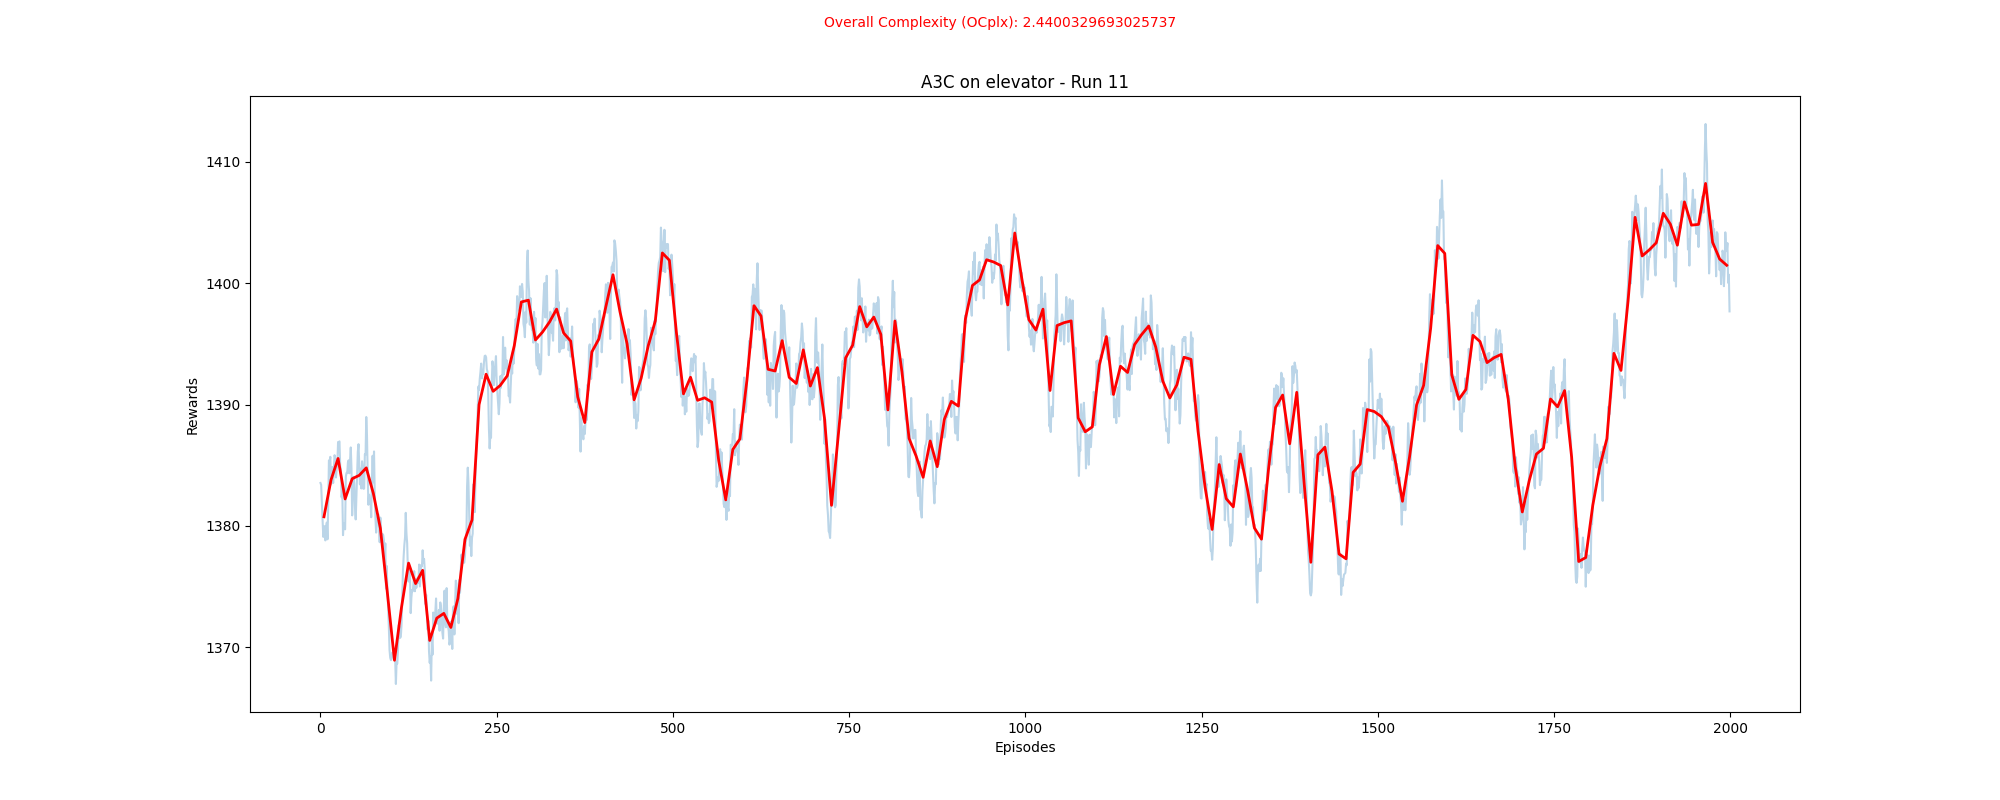 Overall Complexity (OCplx): 2.4400329693025737
A3C on elevator - Run 11
Rewards
1410
1400
1390
1380
1370
0 250 500 750 1000 1250 1500 1750 2000
Episodes